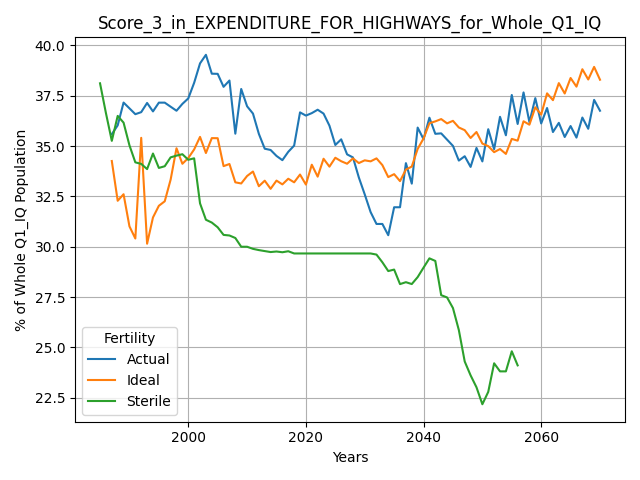 Score_3_in_EXPENDITURE_FOR_HIGHWAYS_for_Whole_Q1_IQ
% of Whole Q1_IQ Population
40.0
37.5
35.0
32.5
30.0
27.5
25.0
22.5
Fertility
Actual
Ideal
Sterile
2000
2020
2040
2060
Years